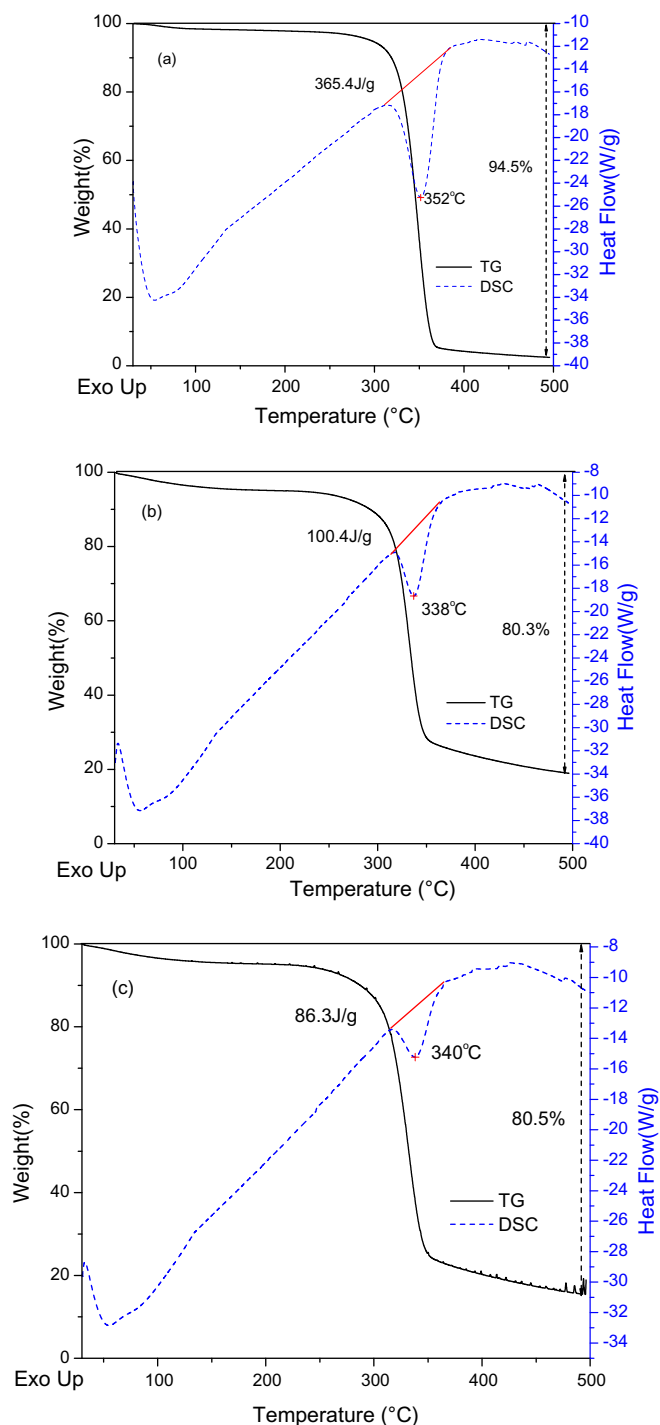 (a)
365.4J/g
352°C
94.5%
TG
DSC
100
80
60
40
20
0
-10
-12
-14
-16
-18
-20
-22
-24
-26
-28
-30
-32
-34
-36
-38
-40
Weight(%)
Heat Flow(W/g)
100 200 300 400 500
Exo Up
Temperature (°C)
(b)
100.4J/g
338°C
80.3%
TG
DSC
100
80
60
40
20
0
-8
-10
-12
-14
-16
-18
-20
-22
-24
-26
-28
-30
-32
-34
-36
-38
-40
Weight(%)
Heat Flow(W/g)
100 200 300 400 500
Exo Up
Temperature (°C)
(c)
86.3J/g
340°C
80.5%
TG
DSC
100
80
60
40
20
0
-8
-10
-12
-14
-16
-18
-20
-22
-24
-26
-28
-30
-32
-34
Weight(%)
Heat Flow(W/g)
100 200 300 400 500
Exo Up
Temperature (°C)